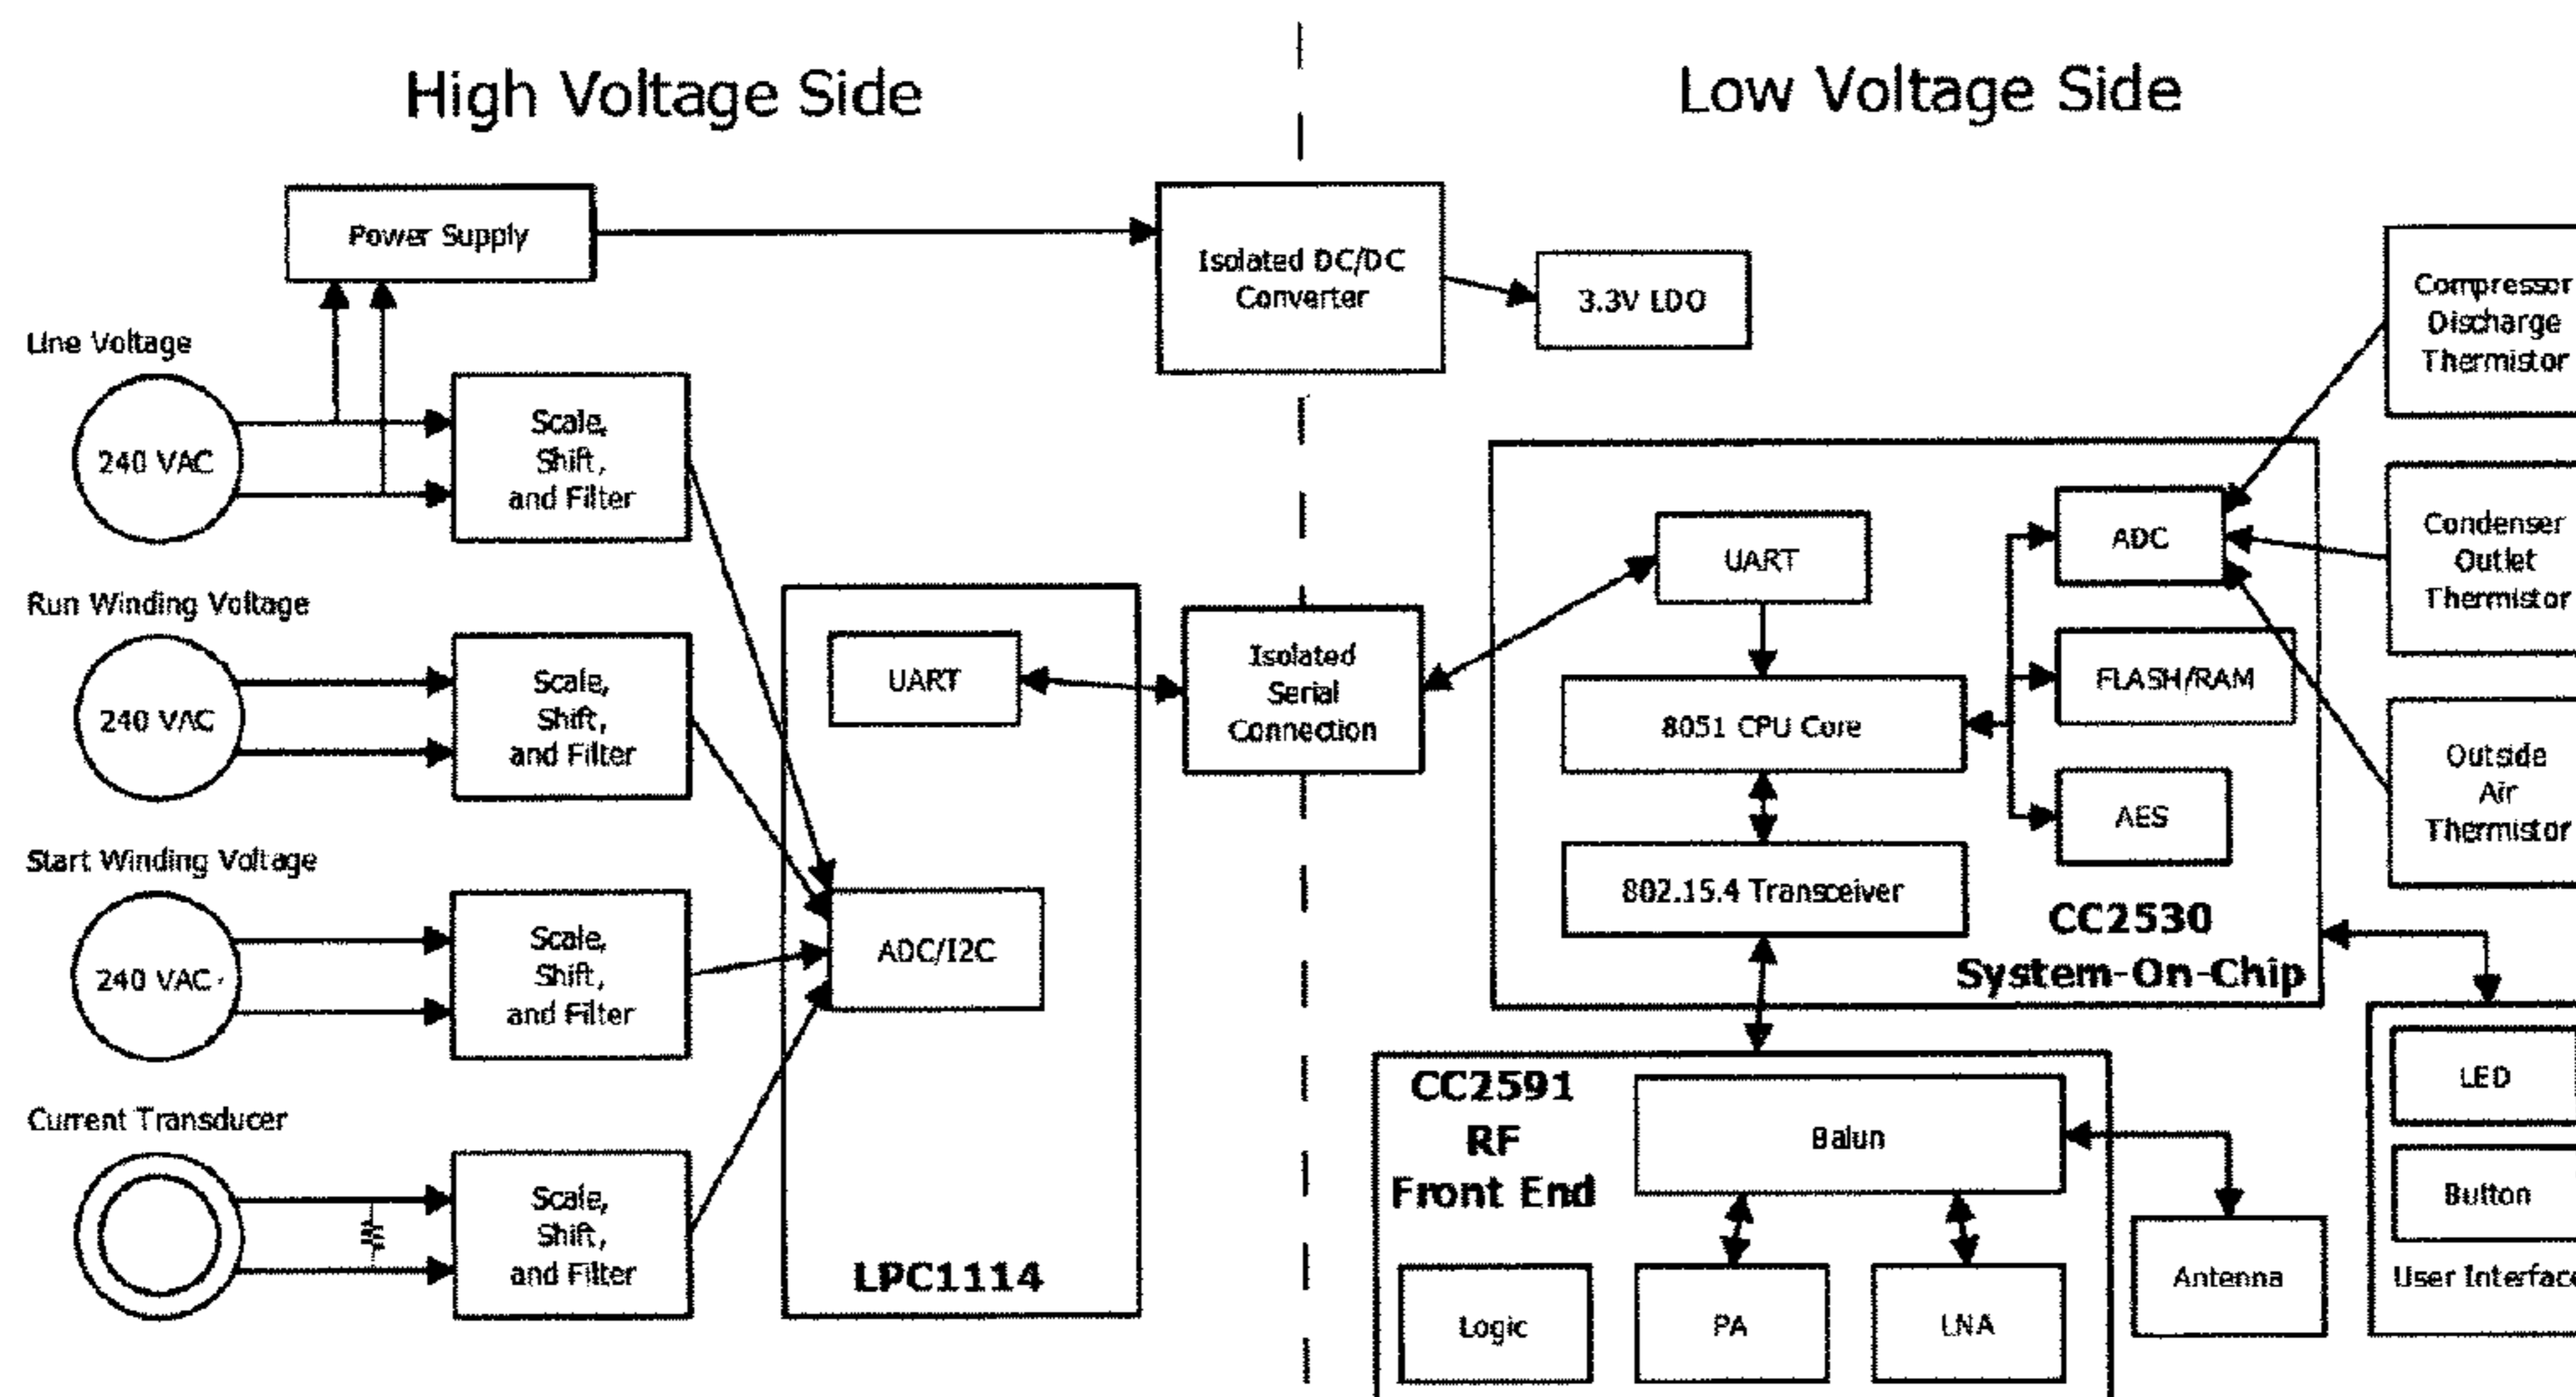 High Voltage Side
Low Voltage Side
Power Supply
Isolated DC/DC
Converter
3.3V LDO
Compressor
Discharge
Thermistor
Line Voltage
240 VAC
Scale,
Shift,
and Filter
UART
ADC
Condenser
Outlet
Thermistor
Run Winding Voltage
240 VAC
Scale,
Shift,
and Filter
UART
Isolated
Serial
Connection
8051 CPU Core
FLASH/RAM
AES
Outside
Air
Thermistor
Start Winding Voltage
240 VAC
Scale,
Shift,
and Filter
ADC/I2C
802.15.4 Transceiver
CC2530
System-On-Chip
Current Transducer
Scale,
Shift,
and Filter
LPC1114
CC2591
RF
Front End
Balun
Logic
PA
LNA
Antenna
LED
Button
User Interface